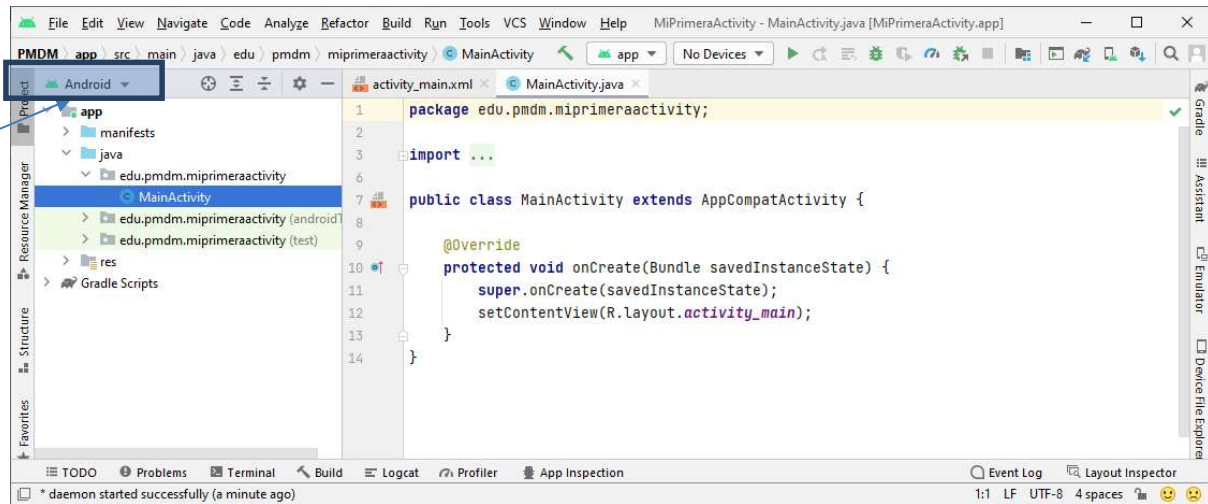 File Edit View Navigate Code Analyze Refactor Build Run Tools VCS Window Help MiPrimeraActivity - MainActivity.java [MiPrimeraActivity.app]
PMDM app src main java edu pmdm miprimeraactivity MainActivity app No Devices
Project
Android
activity_main.xml MainActivity.java
app
manifests
java
edu.pmdm.miprimeraactivity
MainActivity
edu.pmdm.miprimeraactivity (androidT
edu.pmdm.miprimeraactivity (test)
res
Gradle Scripts
Resource Manager
Structure
Favorites
1 package edu.pmdm.miprimeraactivity;
2
3 import ...
6
7 public class MainActivity extends AppCompatActivity {
8
9 @Override
10 protected void onCreate(Bundle savedInstanceState) {
11 super.onCreate(savedInstanceState);
12 setContentView(R.layout.activity_main);
13 }
14 }
Gradle
Assistant
Emulator
Device File Explorer
TODO Problems Terminal Build Logcat Profiler App Inspection Event Log Layout Inspector
* daemon started successfully (a minute ago) 1:1 LF UTF-8 4 spaces